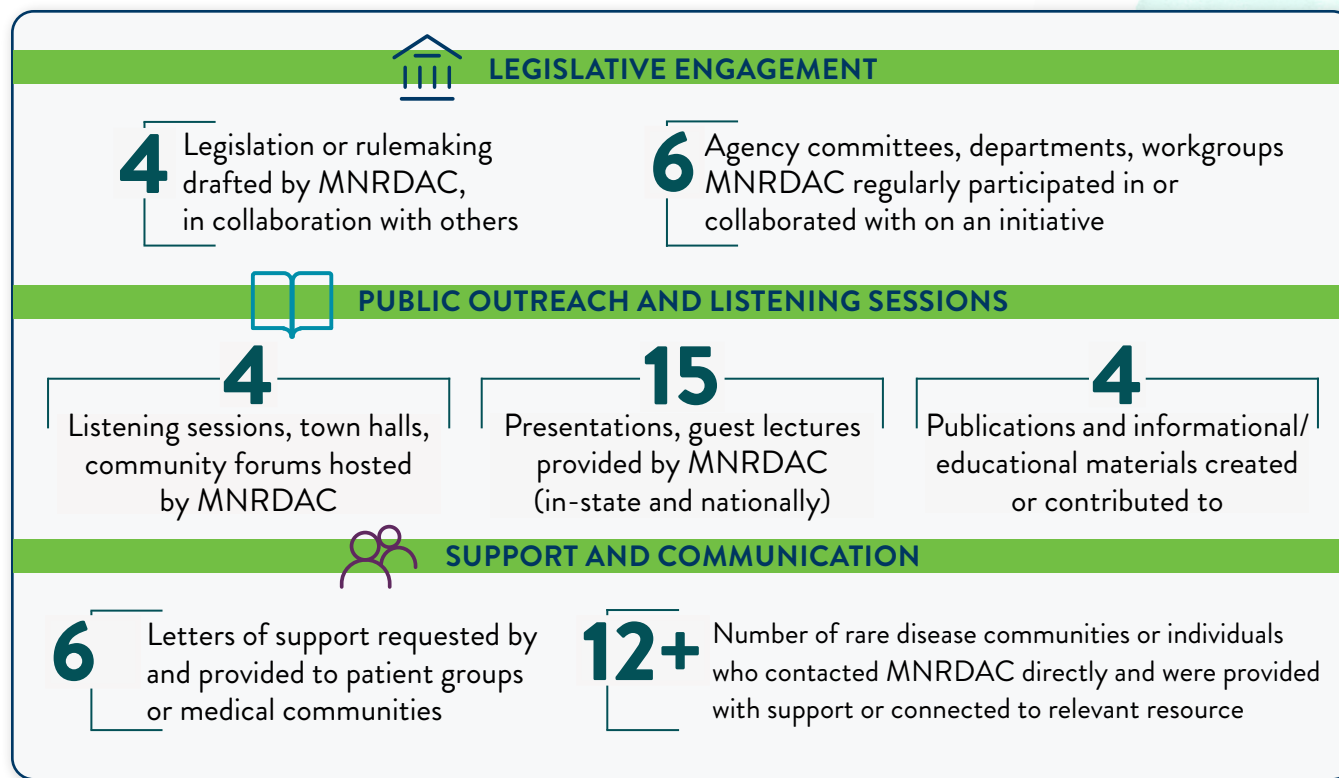 LEGISLATIVE ENGAGEMENT
4
Legislation or rulemaking
drafted by MNRDAC,
in collaboration with others
6
Agency committees, departments, workgroups
MNRDAC regularly participated in or
collaborated with on an initiative
PUBLIC OUTREACH AND LISTENING SESSIONS
4
Listening sessions, town halls,
community forums hosted
by MNRDAC
15
Presentations, guest lectures
provided by MNRDAC
(in-state and nationally)
4
Publications and informational/
educational materials created
or contributed to
SUPPORT AND COMMUNICATION
6
Letters of support requested by
and provided to patient groups
or medical communities
12+
Number of rare disease communities or individuals
who contacted MNRDAC directly and were provided
with support or connected to relevant resource